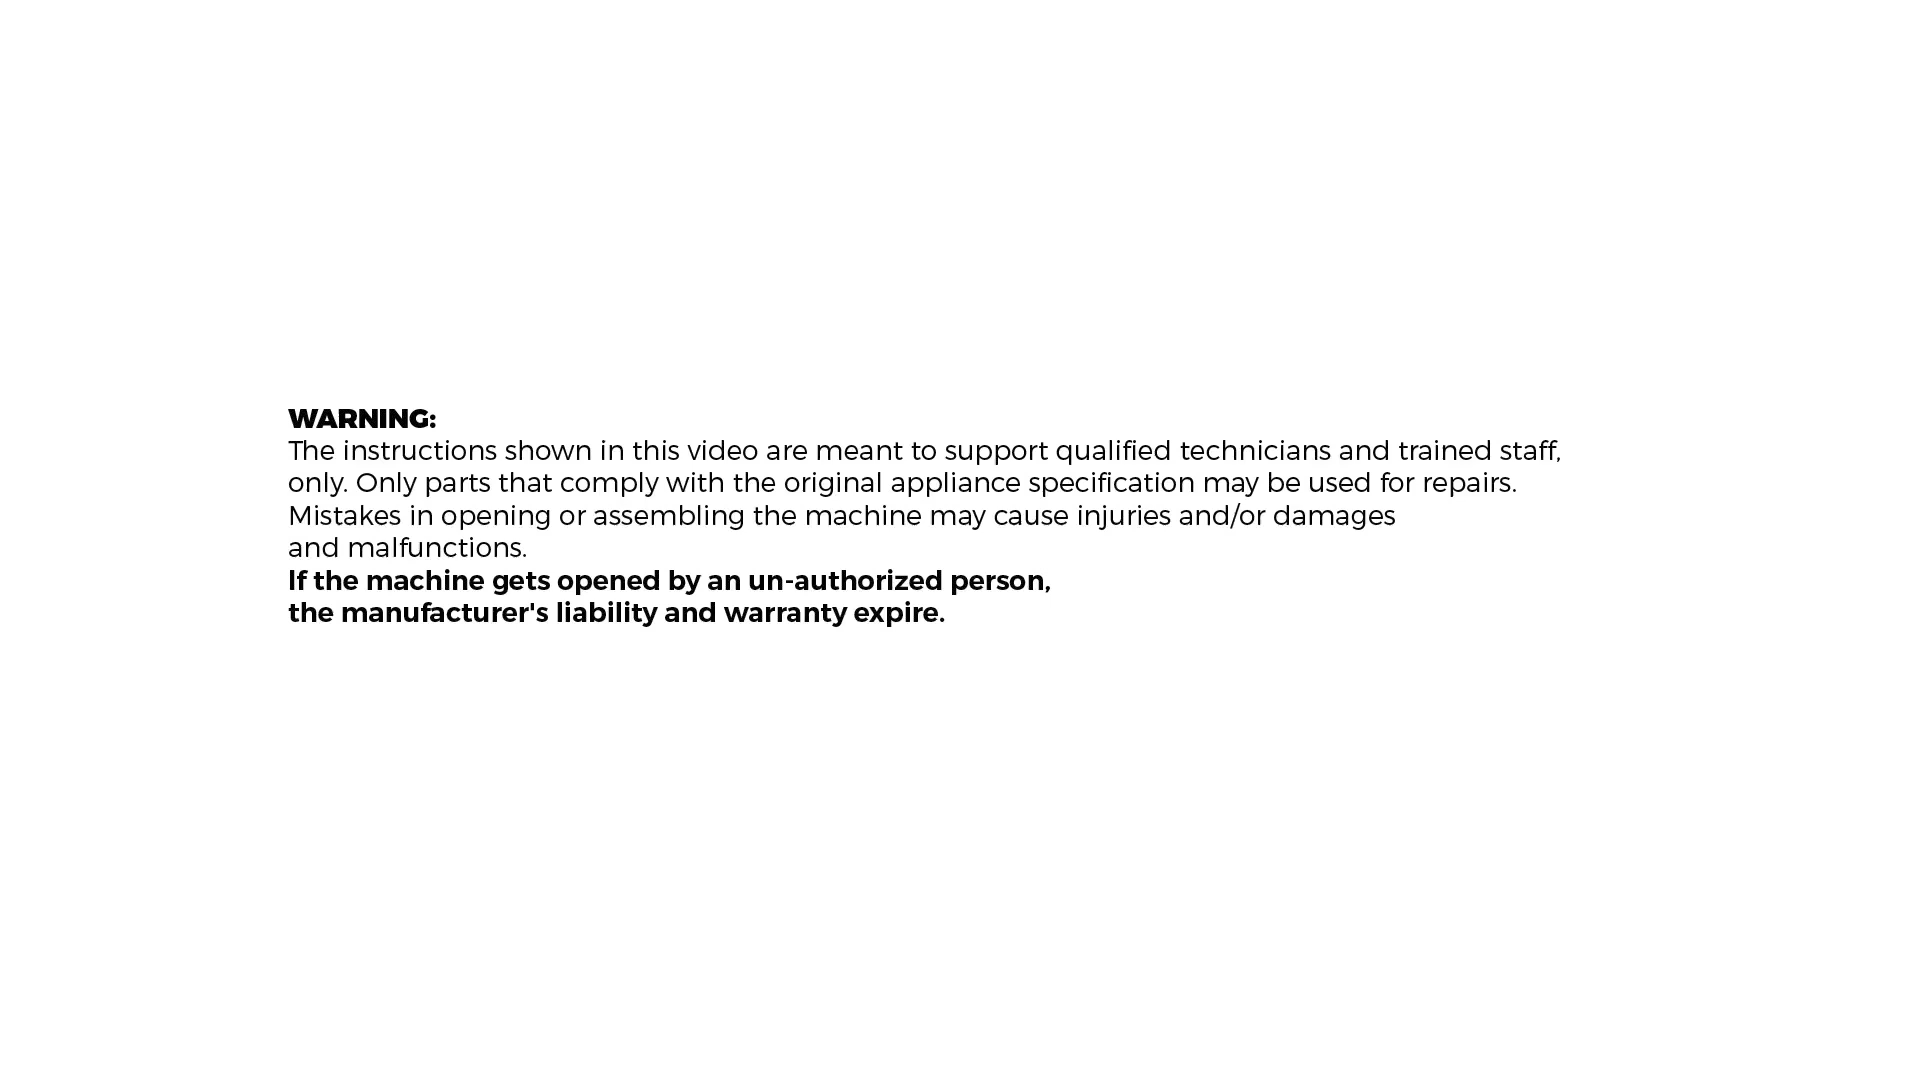 WARNING:
The instructions shown in this video are meant to support qualified technicians and trained staff,
only. Only parts that comply with the original appliance specification may be used for repairs.
Mistakes in opening or assembling the machine may cause injuries and/or damages
and malfunctions.
If the machine gets opened by an un-authorized person,
the manufacturer's liability and warranty expire.